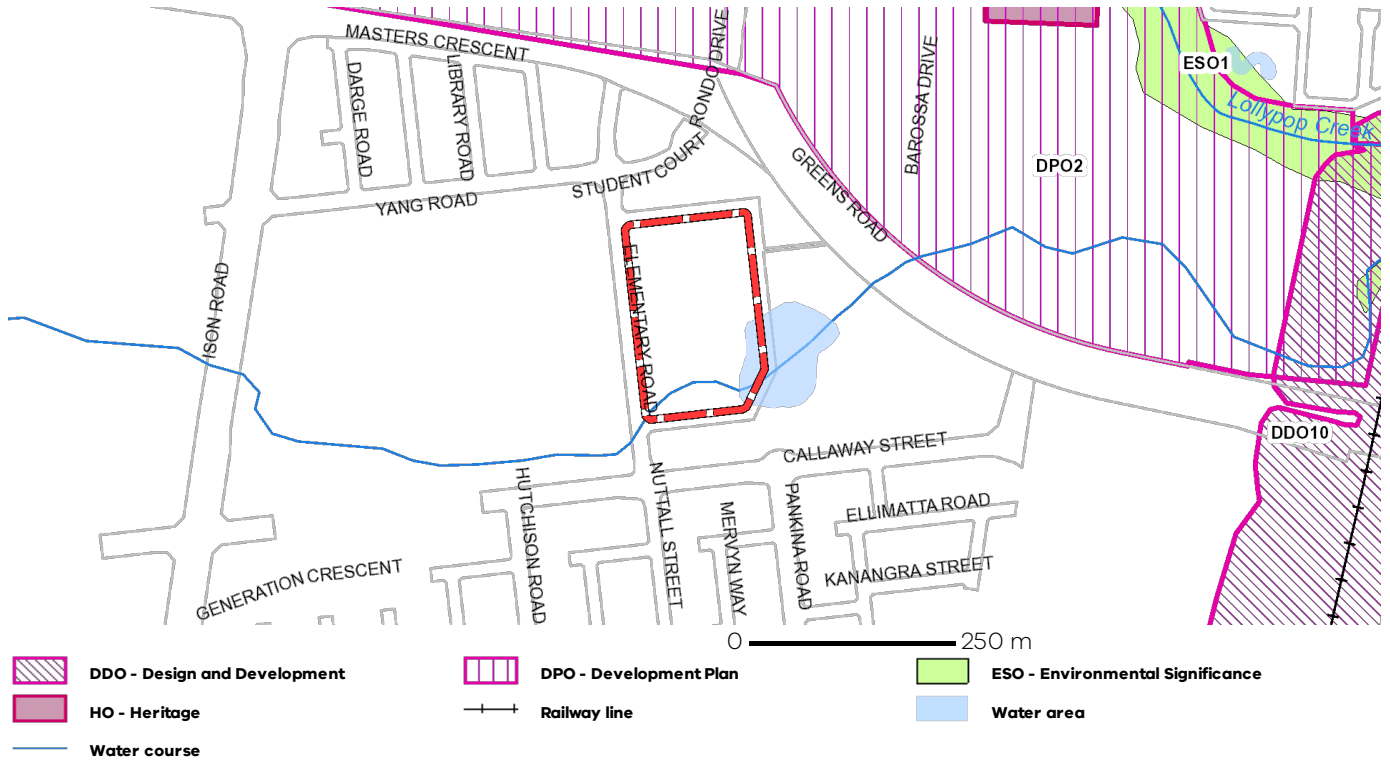 MASTERS CRESCENT
RONDO DRIVE
DARGE ROAD
LIBRARY ROAD
BAROSSA DRIVE
ESO1
Lollypop Creek
DPO2
GREENS ROAD
STUDENT COURT
YANG ROAD
ISON ROAD
ELEMENTARY ROAD
DDO10
CALLAWAY STREET
HUTCHISON ROAD
NUTTALL STREET
MERVYN WAY
PANKINA ROAD
ELLIMATTA ROAD
KANANGRA STREET
GENERATION CRESCENT
0 250 m
DDO - Design and Development
DPO - Development Plan
ESO - Environmental Significance
HO - Heritage
Railway line
Water area
Water course